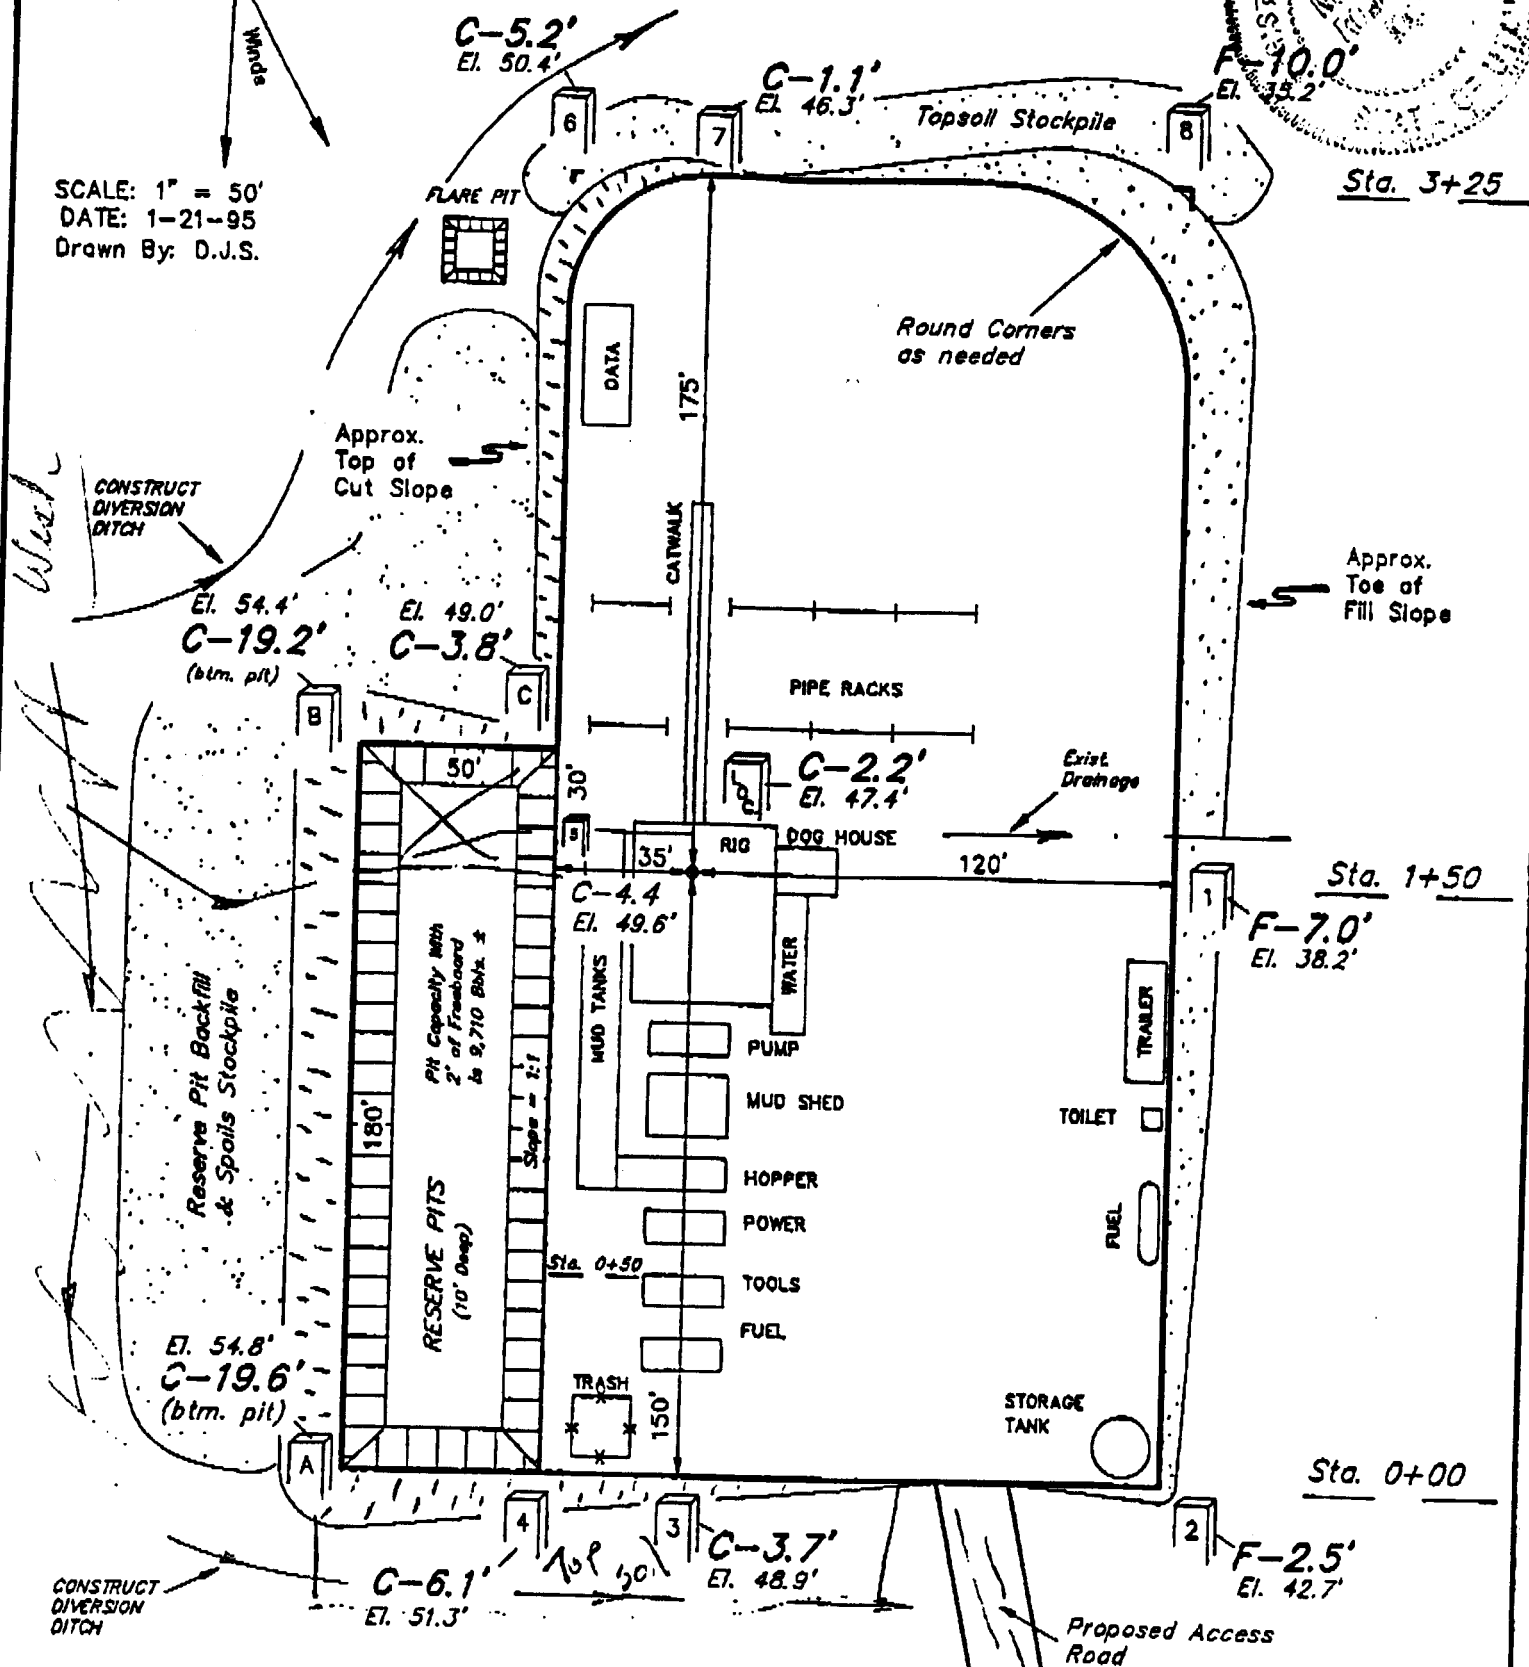 Winds
SCALE: 1" = 50'
DATE: 1-21-95
Drawn By: D.J.S.
C-5.2'
El. 50.4'
6
C-1.1'
El. 46.3'
7
Topsoil Stockpile
F-10.0'
El. 35.2'
8
Sta. 3+25
FLARE PIT
DATA
175'
Round Corners
as needed
Approx.
Top of
Cut Slope
CONSTRUCT
DIVERSION
DITCH
CATWALK
Approx.
Toe of
Fill Slope
El. 54.4'
C-19.2'
(btm. pit)
B
El. 49.0'
C-3.8'
C
PIPE RACKS
50'
30'
LOC
C-2.2'
El. 47.4'
Exist.
Drainage
5
RIG
DOG HOUSE
35'
120'
C-4.4
El. 49.6'
Sta. 1+50
1
F-7.0'
El. 38.2'
Reserve Pit Backfill
& Spoils Stockpile
Pit Capacity With
2' of Freeboard
is 9,710 Bbls. ±
MUD TANKS
WATER
TRAILER
PUMP
MUD SHED
TOILET
180'
Slope = 1:1
HOPPER
RESERVE PITS
(10' Deep)
POWER
FUEL
Sta. 0+50
TOOLS
FUEL
El. 54.8'
C-19.6'
(btm. pit)
A
TRASH
150'
STORAGE
TANK
Sta. 0+00
4
3
C-3.7'
El. 48.9'
2
F-2.5'
El. 42.7'
C-6.1'
El. 51.3'
Top soil
CONSTRUCT
DIVERSION
DITCH
Proposed Access
Road